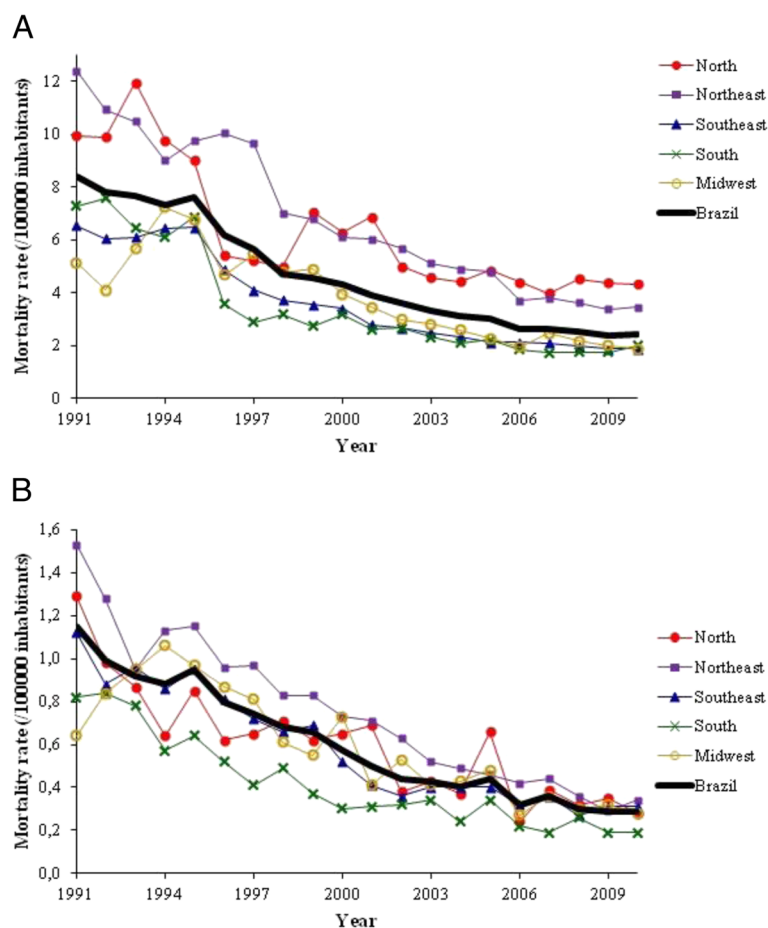 A
Mortality rate (/100000 inhabitants)
12
10
8
6
4
2
0
1991 1994 1997 2000 2003 2006 2009
Year
North
Northeast
Southeast
South
Midwest
Brazil
B
Mortality rate (/100000 inhabitants)
1,6
1,4
1,2
1,0
0,8
0,6
0,4
0,2
0,0
1991 1994 1997 2000 2003 2006 2009
Year
North
Northeast
Southeast
South
Midwest
Brazil